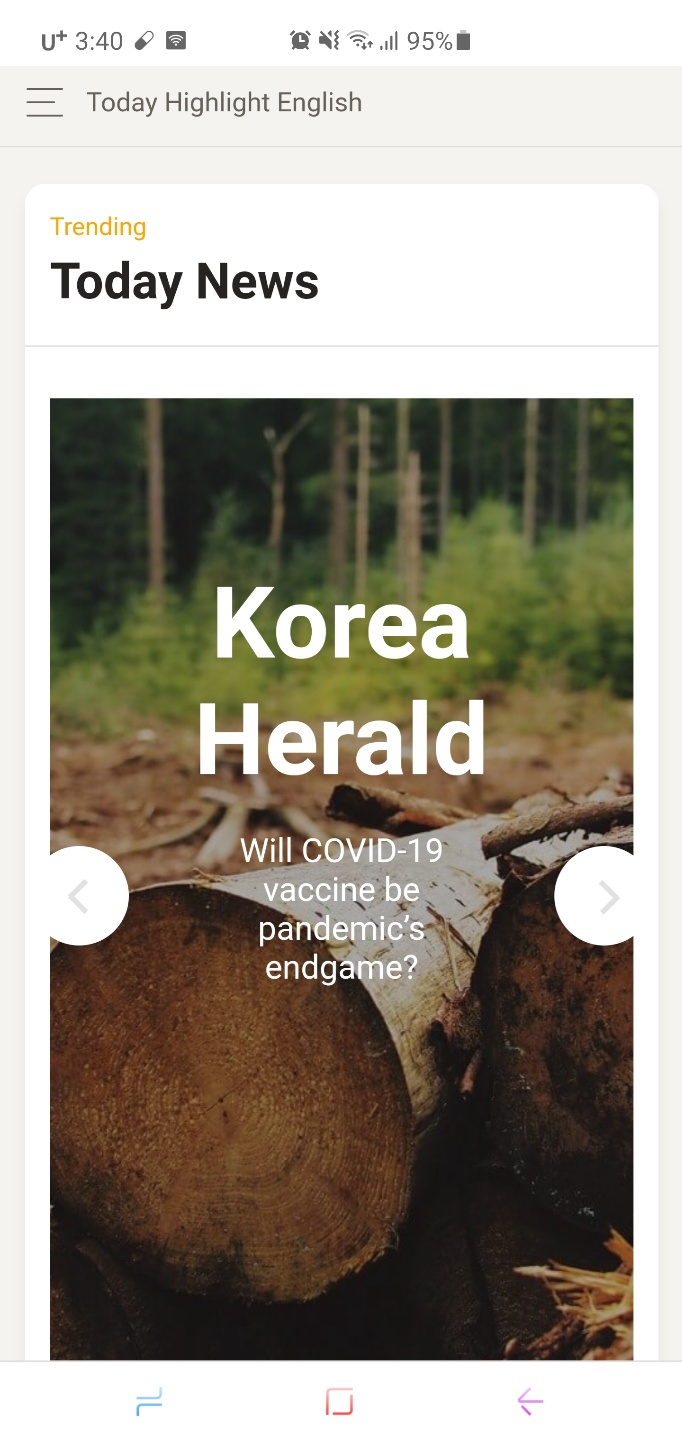 U+ 3:40 95%
Today Highlight English
Trending
Today News
Korea
Herald
Will COVID-19
vaccine be
pandemic’s
endgame?